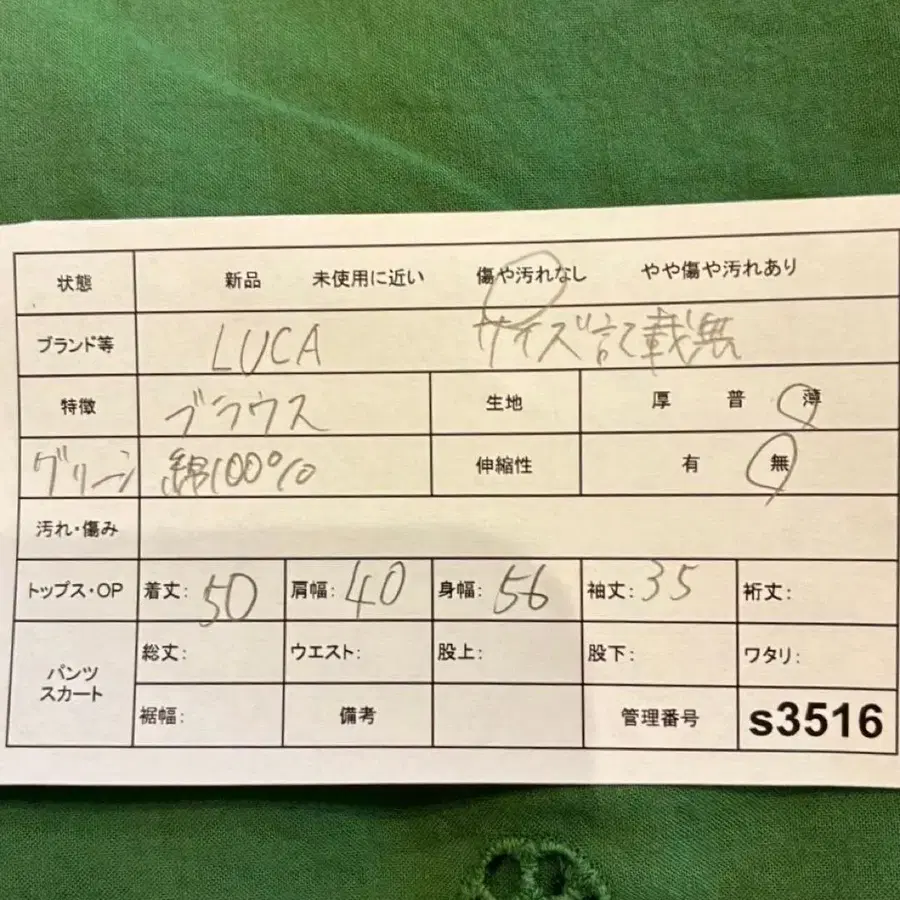 状態 新品 未使用に近い 傷や汚れなし やや傷や汚れあり
ブランド等 LUCA サイズ記載無
特徴 ブラウス 生地 厚 普 薄
グリーン 綿100% 伸縮性 有 無
汚れ・傷み
トップス・OP 着丈: 50 肩幅: 40 身幅: 56 袖丈: 35 裄丈:
パンツ スカート 総丈: ウエスト: 股上: 股下: ワタリ:
裾幅: 備考 管理番号 s3516